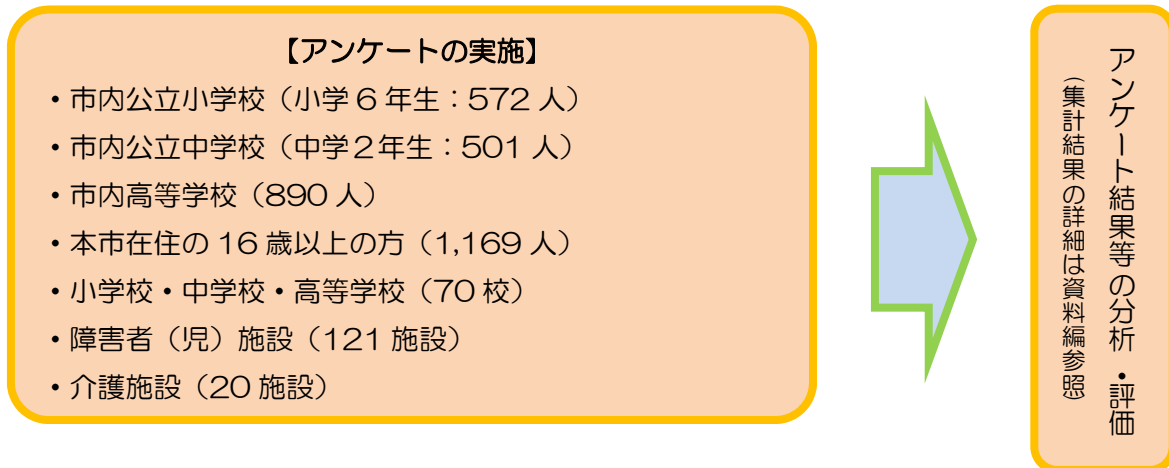 【アンケートの実施】
・市内公立小学校（小学６年生：572 人）
・市内公立中学校（中学２年生：501 人）
・市内高等学校（890 人）
・本市在住の 16 歳以上の方（1,169 人）
・小学校・中学校・高等学校（70 校）
・障害者（児）施設（121 施設）
・介護施設（20 施設）
アンケート結果等の分析・評価
（集計結果の詳細は資料編参照）